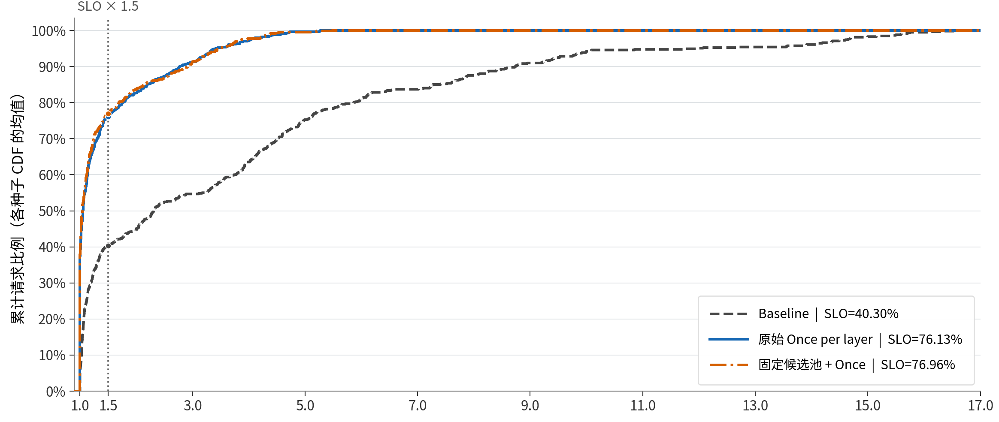 SLO × 1.5
100%
90%
80%
70%
60%
50%
40%
30%
20%
10%
0%
累计请求比例（各种子 CDF 的均值）
1.0 1.5 3.0 5.0 7.0 9.0 11.0 13.0 15.0 17.0
Baseline | SLO=40.30%
原始 Once per layer | SLO=76.13%
固定候选池 + Once | SLO=76.96%